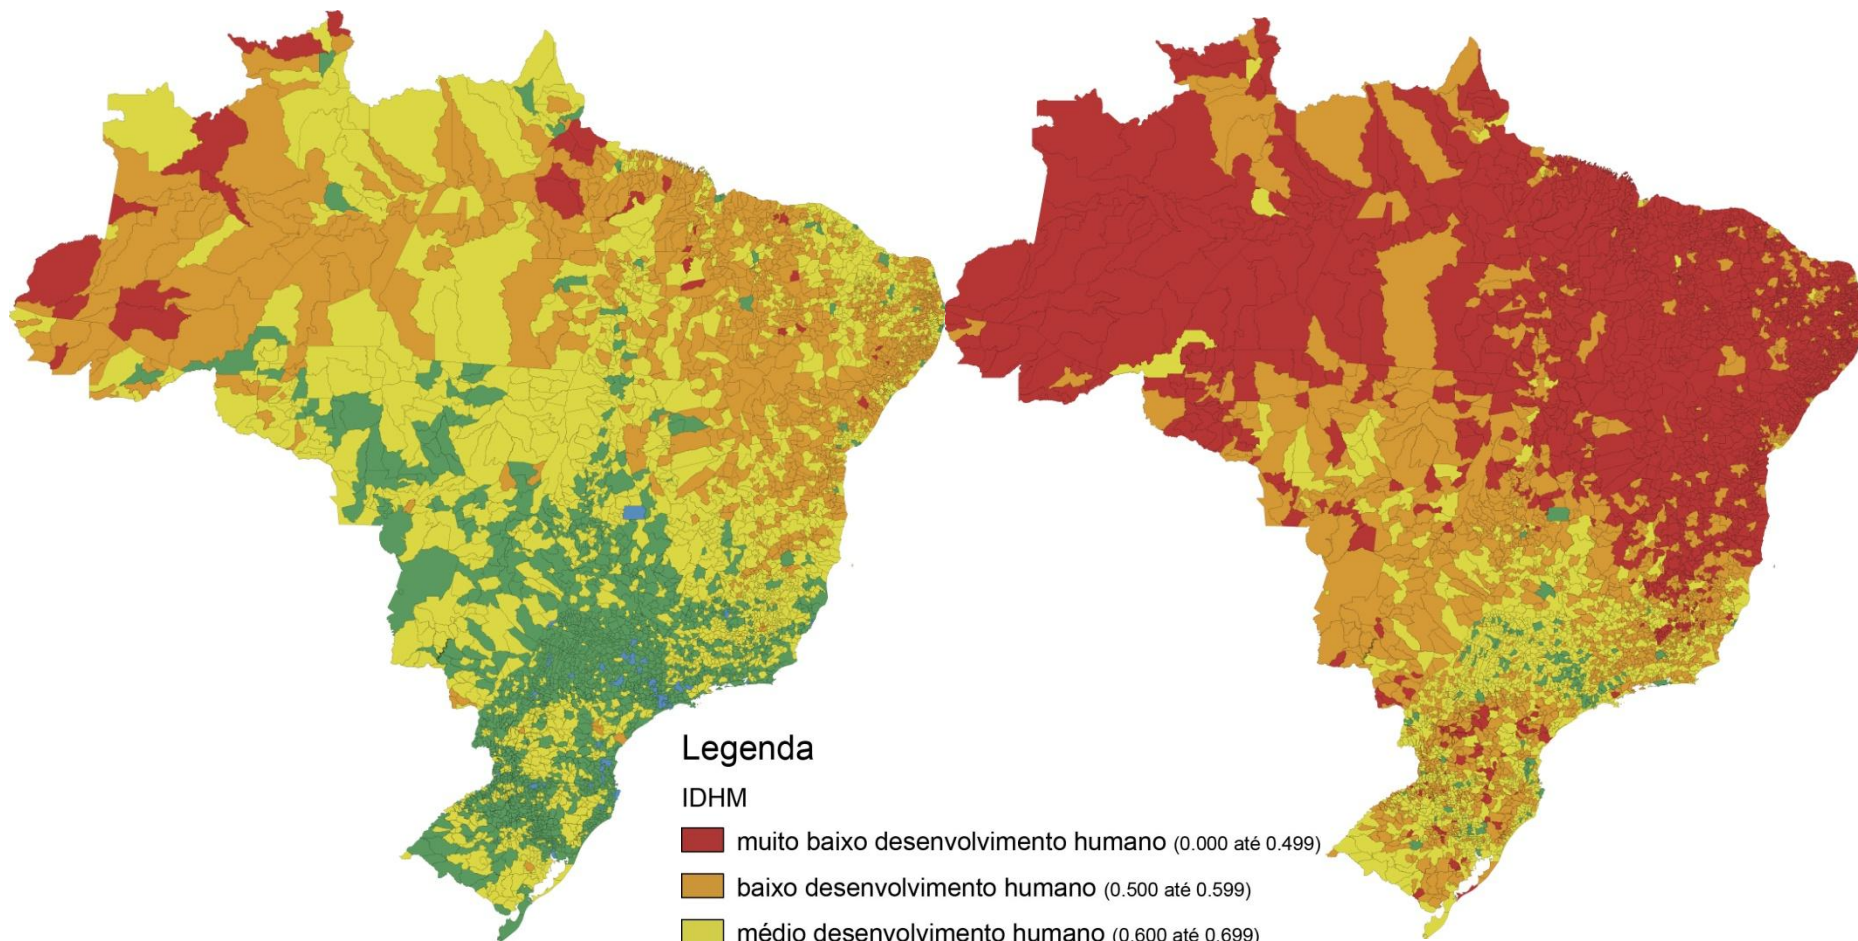 Legenda
IDHM
muito baixo desenvolvimento humano (0.000 até 0.499)
baixo desenvolvimento humano (0.500 até 0.599)
médio desenvolvimento humano (0.600 até 0.699)